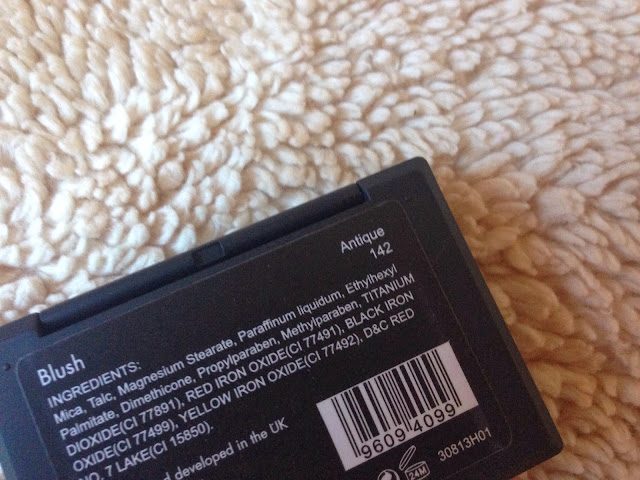 Antique
142
Blush
INGREDIENTS:
Mica, Talc, Magnesium Stearate, Paraffinum liquidum, Ethylhexyl
Palmitate, Dimethicone, Propylparaben, Methylparaben, TITANIUM
DIOXIDE(CI 77891), RED IRON OXIDE(CI 77491), BLACK IRON
OXIDE(CI 77499), YELLOW IRON OXIDE(CI 77492), D&C RED
NO. 7 LAKE(CI 15850).
and developed in the UK
9609 4099
24M
30813H01